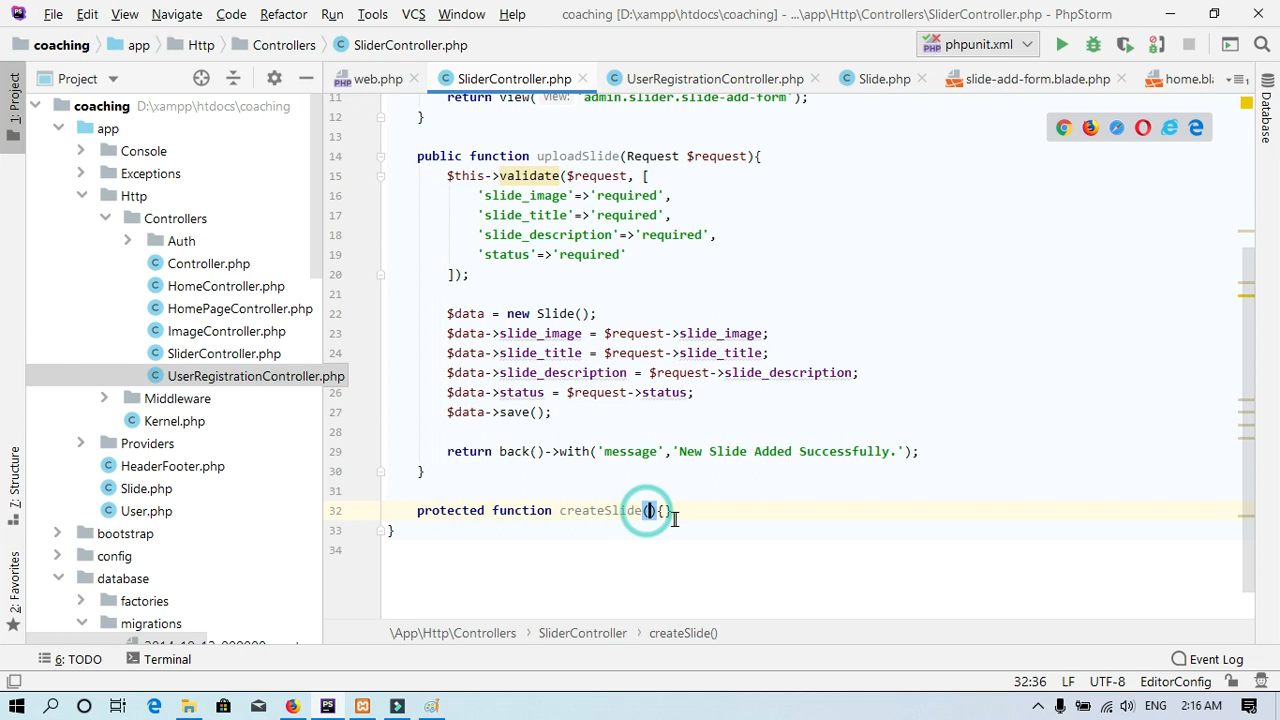 File Edit View Navigate Code Refactor Run Tools VCS Window Help coaching [D:\xampp\htdocs\coaching] - ...\app\Http\Controllers\SliderController.php - PhpStorm
coaching app Http Controllers SliderController.php phpunit.xml
Project web.php SliderController.php UserRegistrationController.php Slide.php slide-add-form.blade.php home.bl
1: Project
7: Structure
2: Favorites
Database
coaching D:\xampp\htdocs\coaching
app
Console
Exceptions
Http
Controllers
Auth
Controller.php
HomeController.php
HomePageController.php
ImageController.php
SliderController.php
UserRegistrationController.php
Middleware
Kernel.php
Providers
HeaderFooter.php
Slide.php
User.php
bootstrap
config
database
factories
migrations
11 return view( view: 'admin.slider.slide-add-form');
12 }
13
14 public function uploadSlide(Request $request){
15 $this->validate($request, [
16 'slide_image'=>'required',
17 'slide_title'=>'required',
18 'slide_description'=>'required',
19 'status'=>'required'
20 ]);
21
22 $data = new Slide();
23 $data->slide_image = $request->slide_image;
24 $data->slide_title = $request->slide_title;
25 $data->slide_description = $request->slide_description;
26 $data->status = $request->status;
27 $data->save();
28
29 return back()->with('message','New Slide Added Successfully.');
30 }
31
32 protected function createSlide(){}
33 }
34
\App\Http\Controllers SliderController createSlide()
6: TODO Terminal Event Log
32:36 LF UTF-8 EditorConfig
2:16 AM